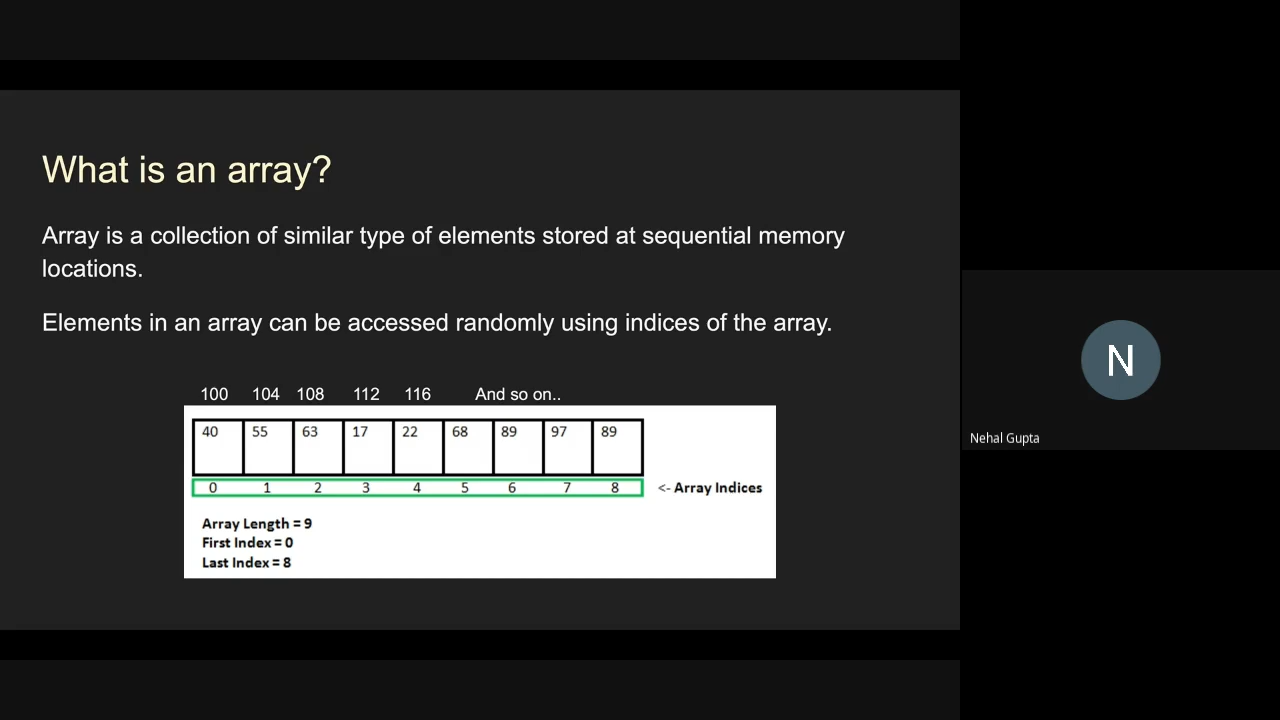 What is an array?
Array is a collection of similar type of elements stored at sequential memory
locations.
Elements in an array can be accessed randomly using indices of the array.
100 104 108 112 116 And so on..
40 55 63 17 22 68 89 97 89
0 1 2 3 4 5 6 7 8 <- Array Indices
Array Length = 9
First Index = 0
Last Index = 8
N
Nehal Gupta